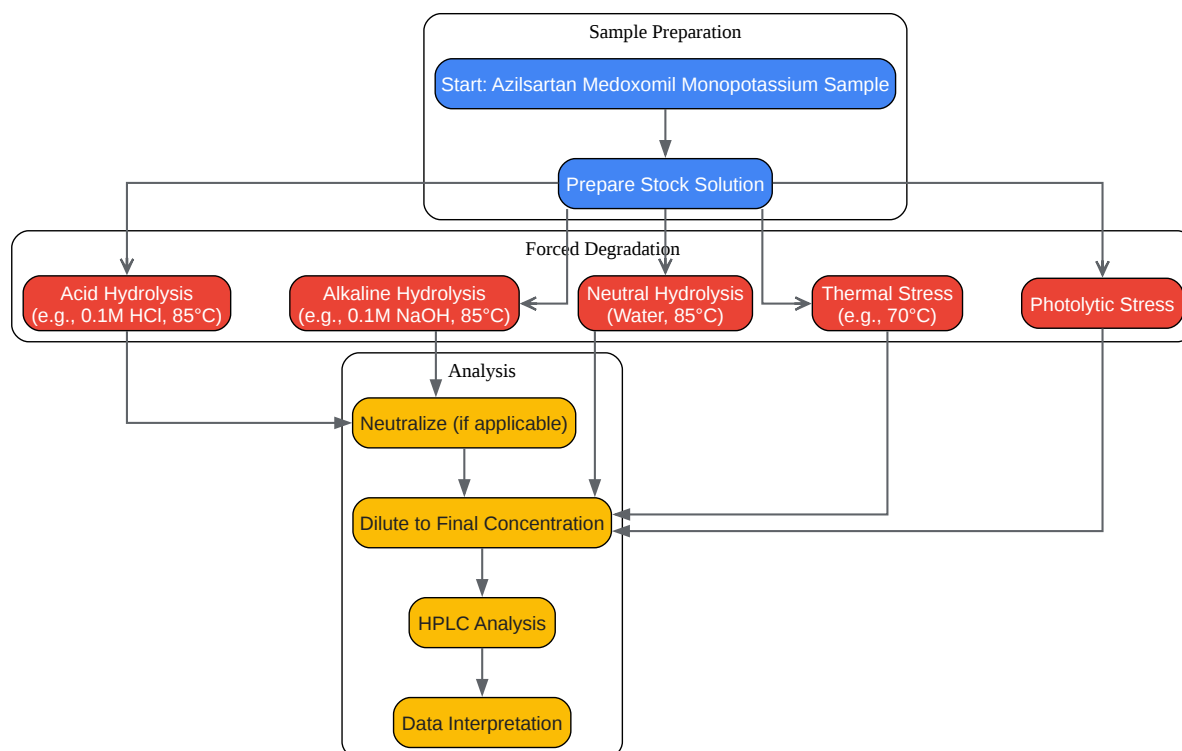 Sample Preparation
Start: Azilsartan Medoxomil Monopotassium Sample
Prepare Stock Solution
Forced Degradation
Acid Hydrolysis
(e.g., 0.1M HCl, 85°C)
Alkaline Hydrolysis
(e.g., 0.1M NaOH, 85°C)
Neutral Hydrolysis
(Water, 85°C)
Thermal Stress
(e.g., 70°C)
Photolytic Stress
Analysis
Neutralize (if applicable)
Dilute to Final Concentration
HPLC Analysis
Data Interpretation